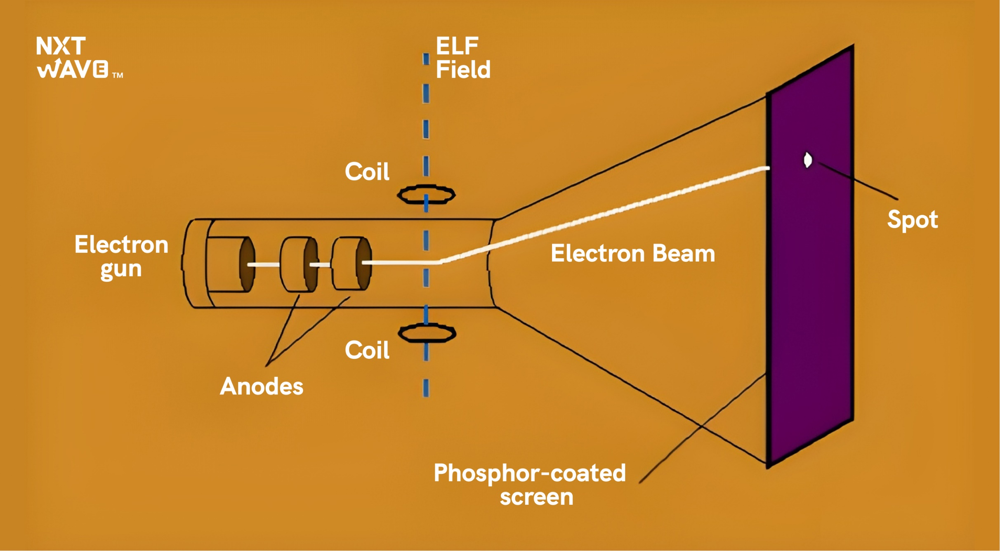 NXT
WAVE TM
ELF
Field
Coil
Electron
gun
Electron Beam
Spot
Coil
Anodes
Phosphor-coated
screen